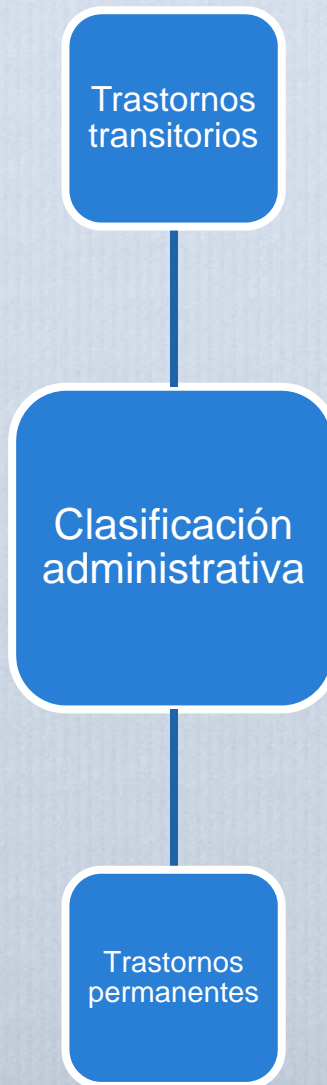 Trastornos
transitorios
Clasificación
administrativa
Trastornos
permanentes